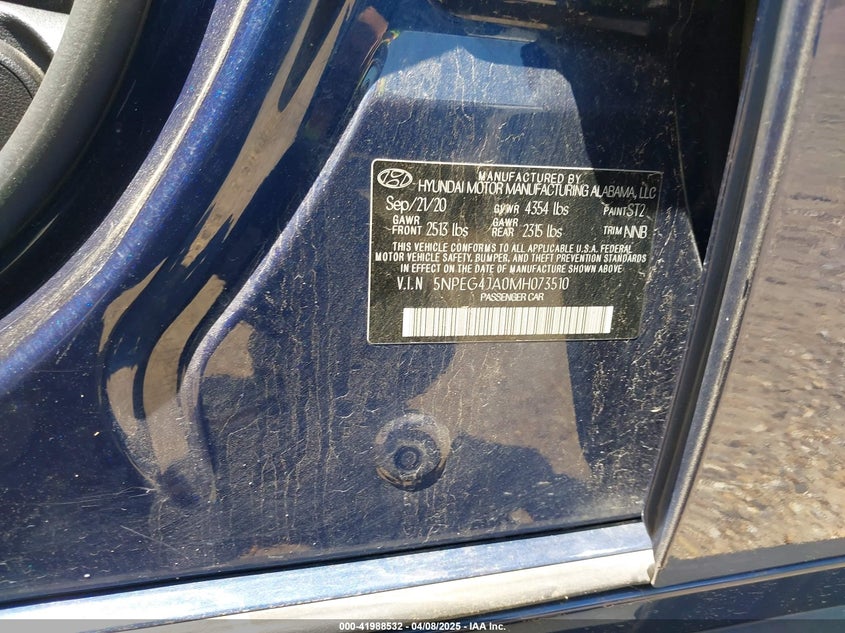 MANUFACTURED BY
HYUNDAI MOTOR MANUFACTURING ALABAMA, LLC
Sep/21/20 GVWR 4354 lbs PAINT ST2
GAWR FRONT 2513 lbs GAWR REAR 2315 lbs TRIM NNB
THIS VEHICLE CONFORMS TO ALL APPLICABLE U.S.A. FEDERAL
MOTOR VEHICLE SAFETY, BUMPER, AND THEFT PREVENTION STANDARDS
IN EFFECT ON THE DATE OF MANUFACTURE SHOWN ABOVE
V.I.N 5NPEG4JA0MH073510
PASSENGER CAR
000-41988532 - 04/08/2025 - IAA Inc.